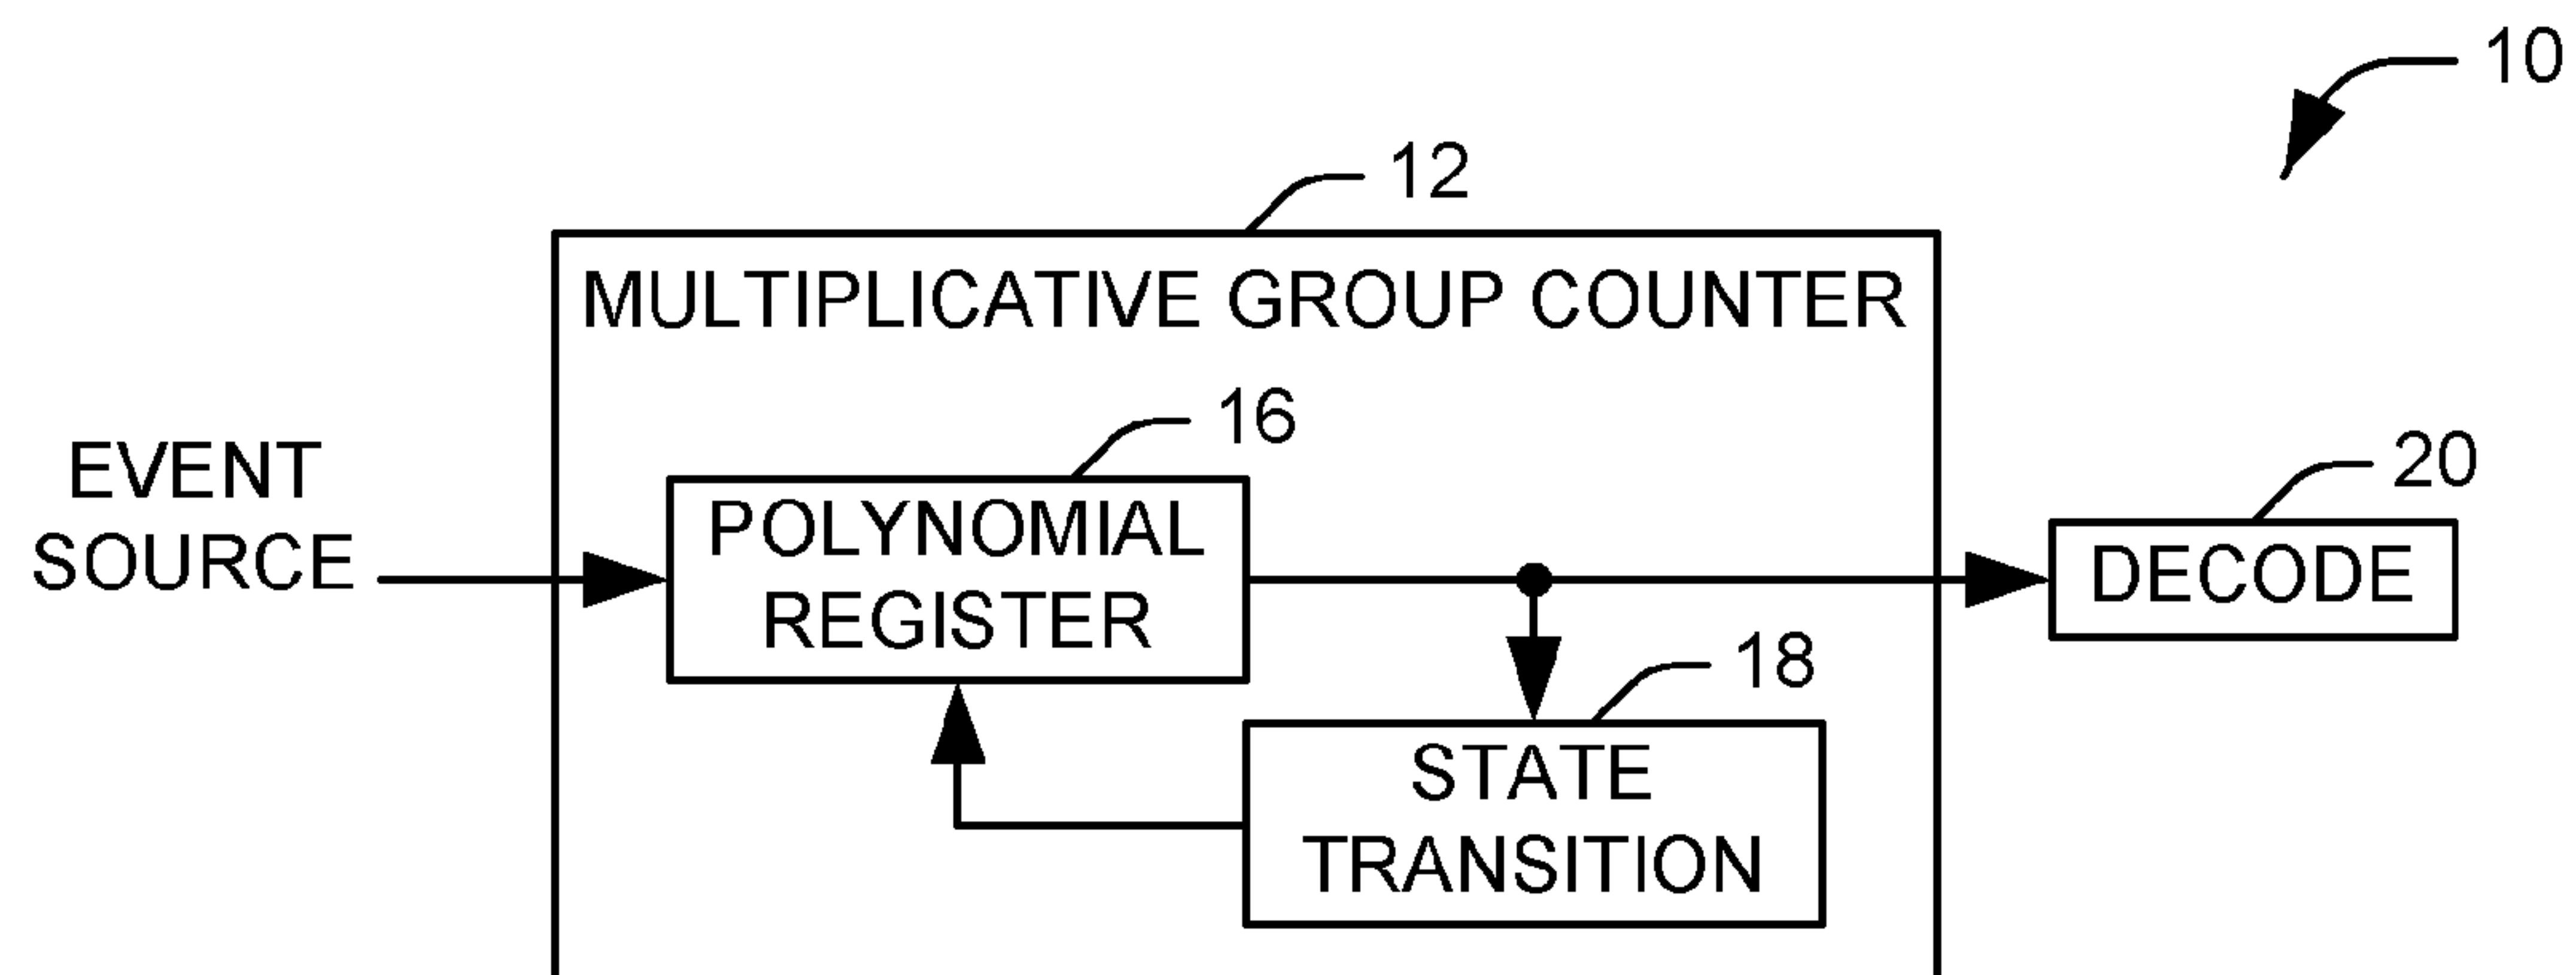 10
12
MULTIPLICATIVE GROUP COUNTER
16
EVENT
SOURCE
POLYNOMIAL
REGISTER
20
DECODE
18
STATE
TRANSITION